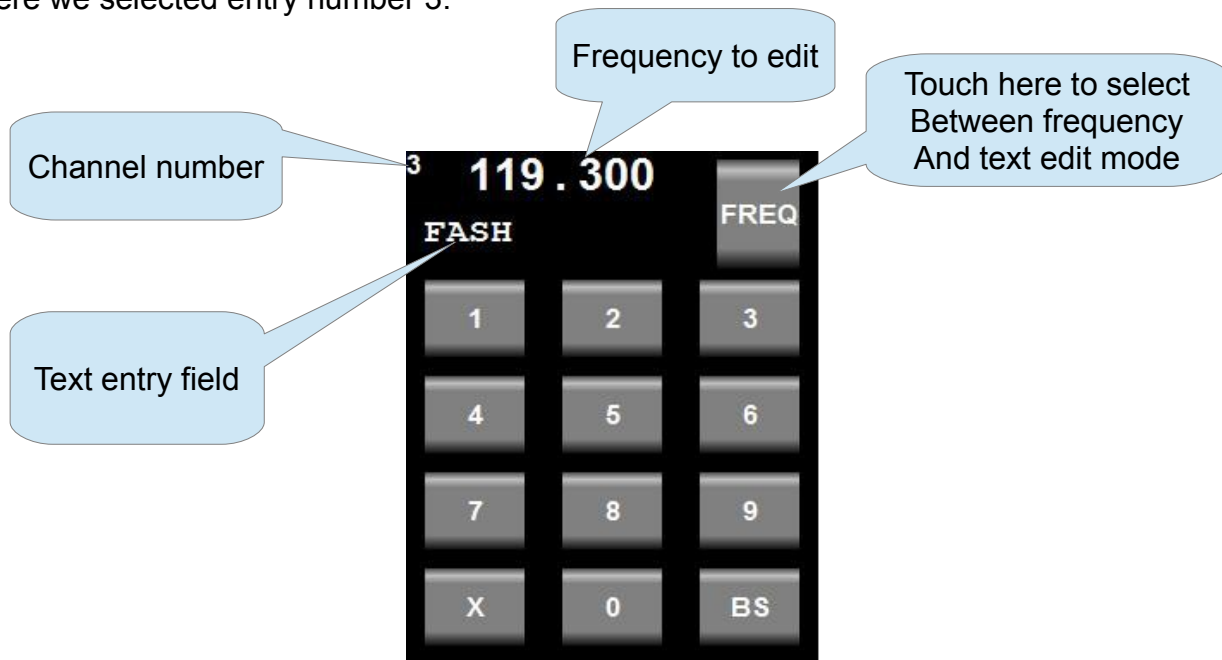 ere we selected entry number 3.
Frequency to edit
Touch here to select
Between frequency
And text edit mode
Channel number
3 119.300
FREQ
FASH
Text entry field
1 2 3
4 5 6
7 8 9
X 0 BS